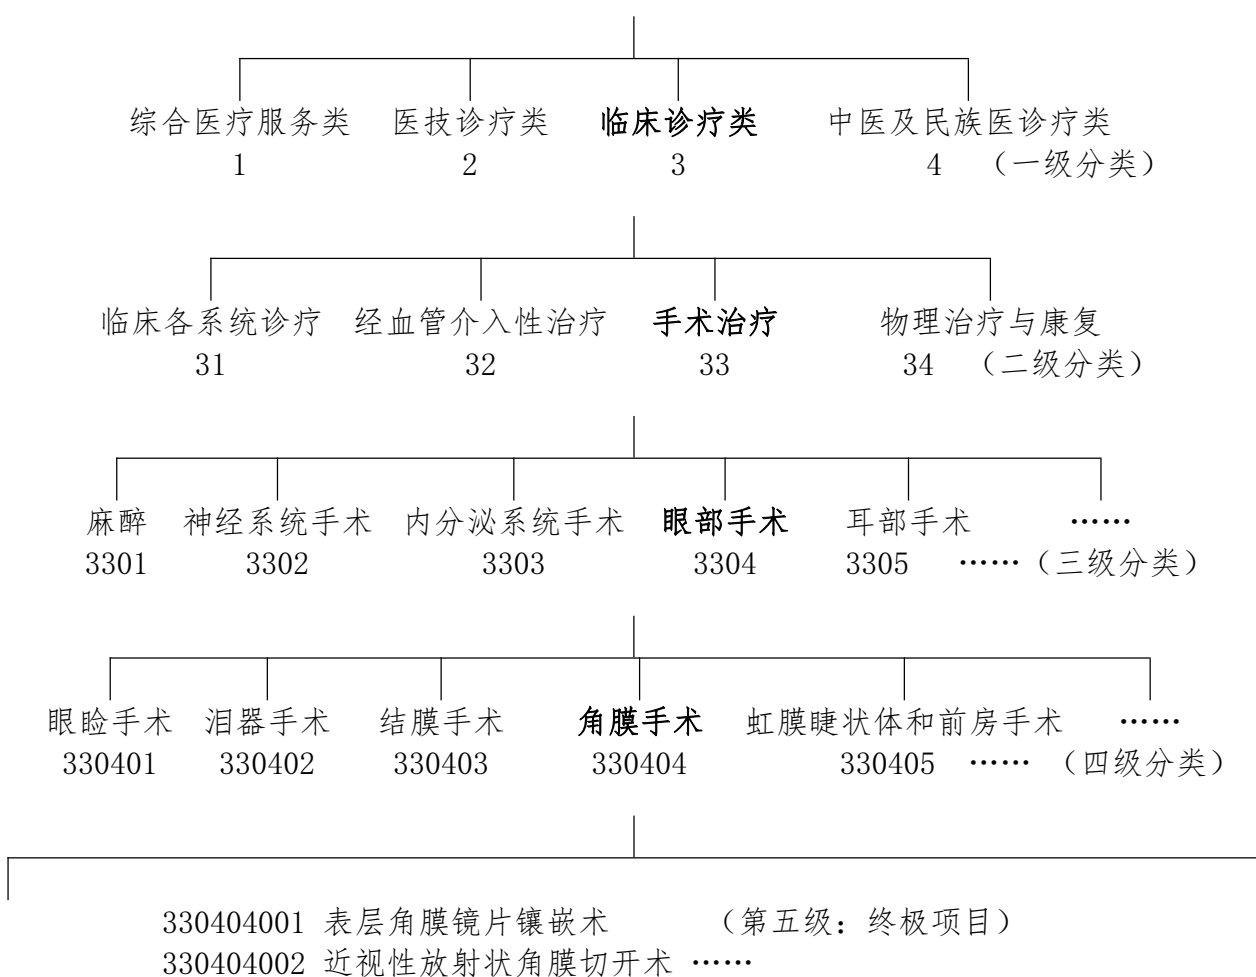 综合医疗服务类 医技诊疗类 临床诊疗类 中医及民族医诊疗类
1 2 3 4 （一级分类）
临床各系统诊疗 经血管介入性治疗 手术治疗 物理治疗与康复
31 32 33 34 （二级分类）
麻醉 神经系统手术 内分泌系统手术 眼部手术 耳部手术 ……
3301 3302 3303 3304 3305 ……（三级分类）
眼睑手术 泪器手术 结膜手术 角膜手术 虹膜睫状体和前房手术 ……
330401 330402 330403 330404 330405 …… （四级分类）
330404001 表层角膜镜片镶嵌术 （第五级：终极项目）
330404002 近视性放射状角膜切开术 ……